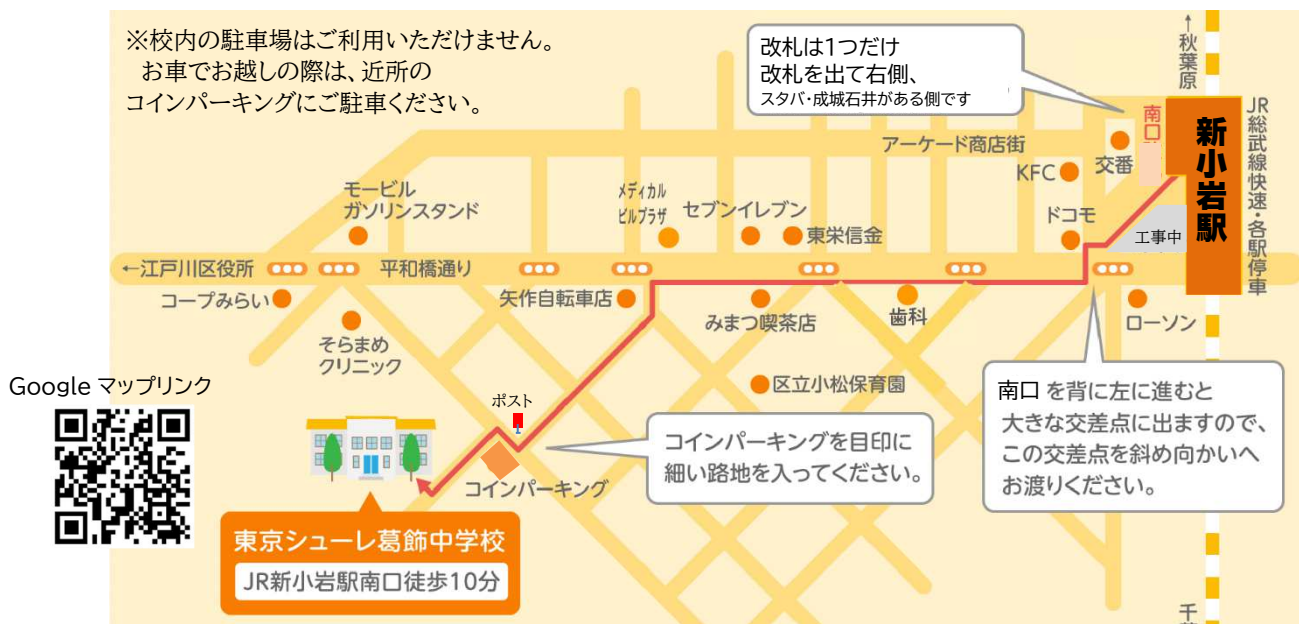 ※校内の駐車場はご利用いただけません。
お車でお越しの際は、近所の
コインパーキングにご駐車ください。
改札は1つだけ
改札を出て右側、
スタバ・成城石井がある側です
↑秋葉原
南口
新小岩駅
JR総武線快速・各駅停車
アーケード商店街
交番
KFC
モービル
ガソリンスタンド
メディカル
ビルプラザ
セブンイレブン
東栄信金
ドコモ
工事中
←江戸川区役所
平和橋通り
コープみらい
矢作自転車店
みまつ喫茶店
歯科
ローソン
そらまめ
クリニック
区立小松保育園
Google マップリンク
ポスト
コインパーキング
コインパーキングを目印に
細い路地を入ってください。
南口 を背に左に進むと
大きな交差点に出ますので、
この交差点を斜め向かいへ
お渡りください。
東京シューレ葛飾中学校
JR新小岩駅南口徒歩10分
千